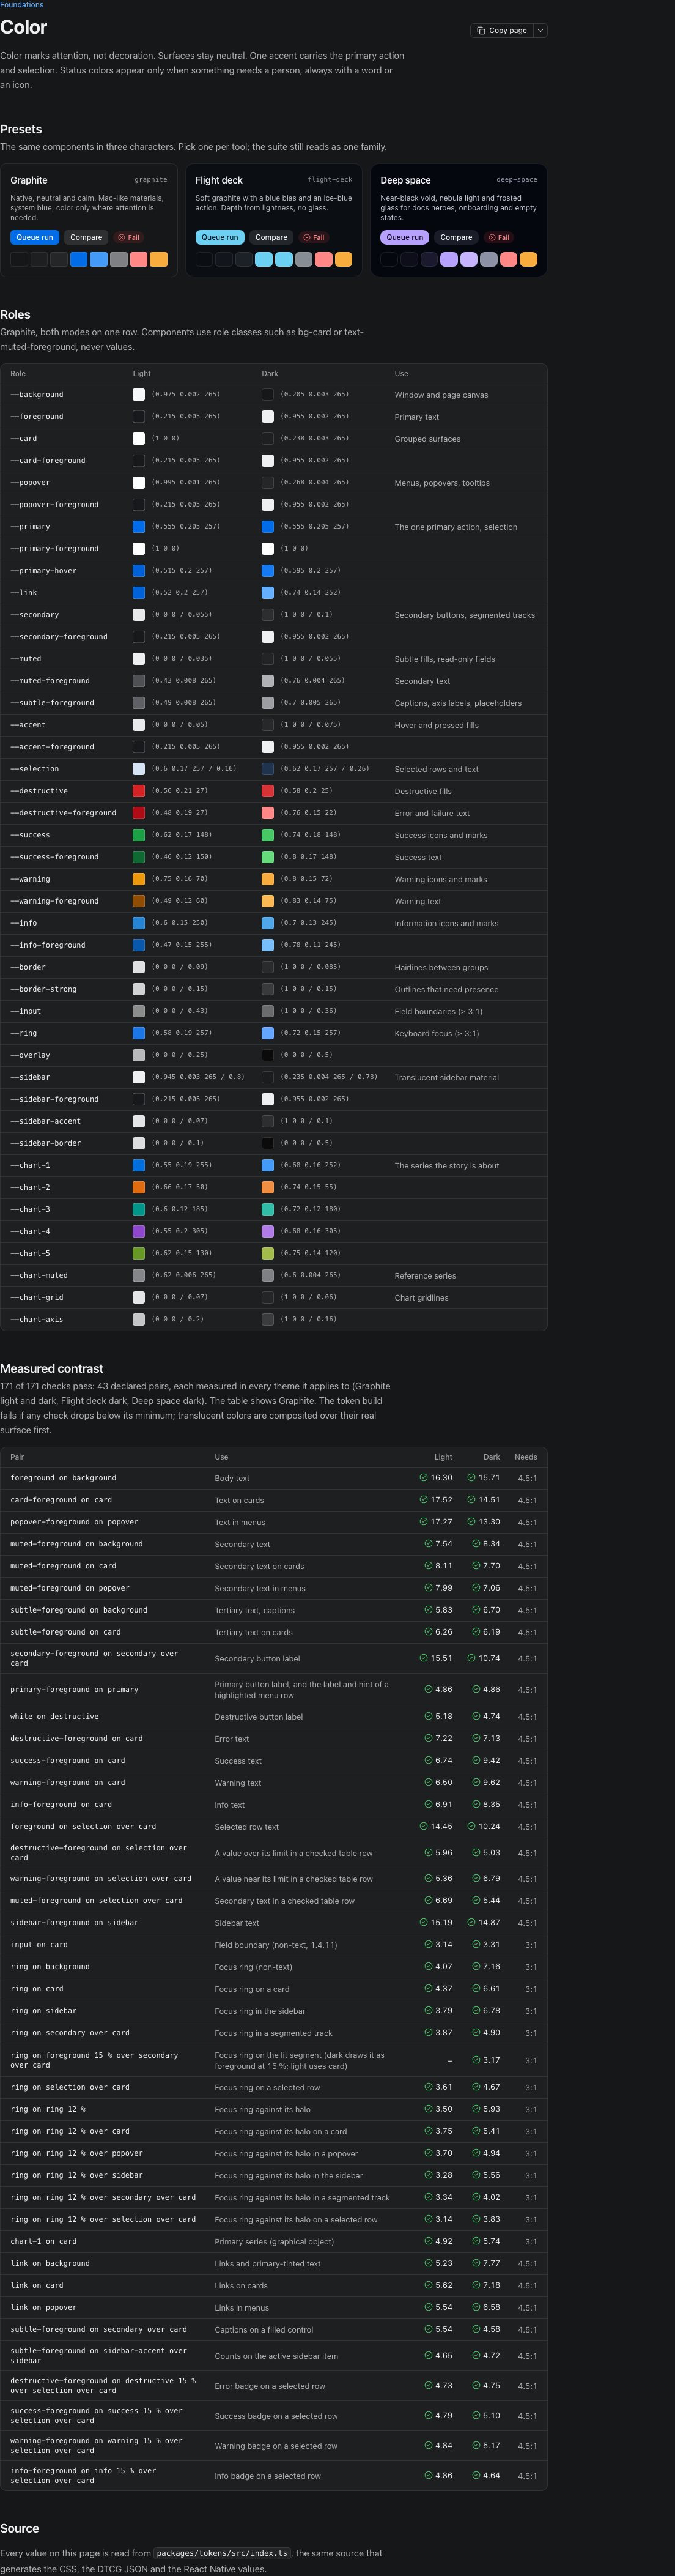 Foundations
Color
Copy page
Color marks attention, not decoration. Surfaces stay neutral. One accent carries the primary action
and selection. Status colors appear only when something needs a person, always with a word or
an icon.
Presets
The same components in three characters. Pick one per tool; the suite still reads as one family.
Graphite graphite
Native, neutral and calm. Mac-like materials,
system blue, color only where attention is
needed.
Queue run Compare Fail
Flight deck flight-deck
Soft graphite with a blue bias and an ice-blue
action. Depth from lightness, no glass.
Queue run Compare Fail
Deep space deep-space
Near-black void, nebula light and frosted
glass for docs heroes, onboarding and empty
states.
Queue run Compare Fail
Roles
Graphite, both modes on one row. Components use role classes such as bg-card or text-
muted-foreground, never values.
Role Light Dark Use
--background (0.975 0.002 265) (0.205 0.003 265) Window and page canvas
--foreground (0.215 0.005 265) (0.955 0.002 265) Primary text
--card (1 0 0) (0.238 0.003 265) Grouped surfaces
--card-foreground (0.215 0.005 265) (0.955 0.002 265)
--popover (0.995 0.001 265) (0.268 0.004 265) Menus, popovers, tooltips
--popover-foreground (0.215 0.005 265) (0.955 0.002 265)
--primary (0.555 0.205 257) (0.555 0.205 257) The one primary action, selection
--primary-foreground (1 0 0) (1 0 0)
--primary-hover (0.515 0.2 257) (0.595 0.2 257)
--link (0.52 0.2 257) (0.74 0.14 252)
--secondary (0 0 0 / 0.055) (1 0 0 / 0.1) Secondary buttons, segmented tracks
--secondary-foreground (0.215 0.005 265) (0.955 0.002 265)
--muted (0 0 0 / 0.035) (1 0 0 / 0.055) Subtle fills, read-only fields
--muted-foreground (0.43 0.008 265) (0.76 0.004 265) Secondary text
--subtle-foreground (0.49 0.008 265) (0.7 0.005 265) Captions, axis labels, placeholders
--accent (0 0 0 / 0.05) (1 0 0 / 0.075) Hover and pressed fills
--accent-foreground (0.215 0.005 265) (0.955 0.002 265)
--selection (0.6 0.17 257 / 0.16) (0.62 0.17 257 / 0.26) Selected rows and text
--destructive (0.56 0.21 27) (0.58 0.2 25) Destructive fills
--destructive-foreground (0.48 0.19 27) (0.76 0.15 22) Error and failure text
--success (0.62 0.17 148) (0.74 0.18 148) Success icons and marks
--success-foreground (0.46 0.12 150) (0.8 0.17 148) Success text
--warning (0.75 0.16 70) (0.8 0.15 72) Warning icons and marks
--warning-foreground (0.49 0.12 60) (0.83 0.14 75) Warning text
--info (0.6 0.15 250) (0.7 0.13 245) Information icons and marks
--info-foreground (0.47 0.15 255) (0.78 0.11 245)
--border (0 0 0 / 0.09) (1 0 0 / 0.085) Hairlines between groups
--border-strong (0 0 0 / 0.15) (1 0 0 / 0.15) Outlines that need presence
--input (0 0 0 / 0.43) (1 0 0 / 0.36) Field boundaries (≥ 3:1)
--ring (0.58 0.19 257) (0.72 0.15 257) Keyboard focus (≥ 3:1)
--overlay (0 0 0 / 0.25) (0 0 0 / 0.5)
--sidebar (0.945 0.003 265 / 0.8) (0.235 0.004 265 / 0.78) Translucent sidebar material
--sidebar-foreground (0.215 0.005 265) (0.955 0.002 265)
--sidebar-accent (0 0 0 / 0.07) (1 0 0 / 0.1)
--sidebar-border (0 0 0 / 0.1) (0 0 0 / 0.5)
--chart-1 (0.55 0.19 255) (0.68 0.16 252) The series the story is about
--chart-2 (0.66 0.17 50) (0.74 0.15 55)
--chart-3 (0.6 0.12 185) (0.72 0.12 180)
--chart-4 (0.55 0.2 305) (0.68 0.16 305)
--chart-5 (0.62 0.15 130) (0.75 0.14 120)
--chart-muted (0.62 0.006 265) (0.6 0.004 265) Reference series
--chart-grid (0 0 0 / 0.07) (1 0 0 / 0.06) Chart gridlines
--chart-axis (0 0 0 / 0.2) (1 0 0 / 0.16)
Measured contrast
171 of 171 checks pass: 43 declared pairs, each measured in every theme it applies to (Graphite
light and dark, Flight deck dark, Deep space dark). The table shows Graphite. The token build
fails if any check drops below its minimum; translucent colors are composited over their real
surface first.
Pair Use Light Dark Needs
foreground on background Body text 16.30 15.71 4.5:1
card-foreground on card Text on cards 17.52 14.51 4.5:1
popover-foreground on popover Text in menus 17.27 13.30 4.5:1
muted-foreground on background Secondary text 7.54 8.34 4.5:1
muted-foreground on card Secondary text on cards 8.11 7.70 4.5:1
muted-foreground on popover Secondary text in menus 7.99 7.06 4.5:1
subtle-foreground on background Tertiary text, captions 5.83 6.70 4.5:1
subtle-foreground on card Tertiary text on cards 6.26 6.19 4.5:1
secondary-foreground on secondary over
card Secondary button label 15.51 10.74 4.5:1
primary-foreground on primary Primary button label, and the label and hint of a
highlighted menu row 4.86 4.86 4.5:1
white on destructive Destructive button label 5.18 4.74 4.5:1
destructive-foreground on card Error text 7.22 7.13 4.5:1
success-foreground on card Success text 6.74 9.42 4.5:1
warning-foreground on card Warning text 6.50 9.62 4.5:1
info-foreground on card Info text 6.91 8.35 4.5:1
foreground on selection over card Selected row text 14.45 10.24 4.5:1
destructive-foreground on selection over
card A value over its limit in a checked table row 5.96 5.03 4.5:1
warning-foreground on selection over card A value near its limit in a checked table row 5.36 6.79 4.5:1
muted-foreground on selection over card Secondary text in a checked table row 6.69 5.44 4.5:1
sidebar-foreground on sidebar Sidebar text 15.19 14.87 4.5:1
input on card Field boundary (non-text, 1.4.11) 3.14 3.31 3:1
ring on background Focus ring (non-text) 4.07 7.16 3:1
ring on card Focus ring on a card 4.37 6.61 3:1
ring on sidebar Focus ring in the sidebar 3.79 6.78 3:1
ring on secondary over card Focus ring in a segmented track 3.87 4.90 3:1
ring on foreground 15 % over secondary
over card Focus ring on the lit segment (dark draws it as
foreground at 15 %; light uses card) – 3.17 3:1
ring on selection over card Focus ring on a selected row 3.61 4.67 3:1
ring on ring 12 % Focus ring against its halo 3.50 5.93 3:1
ring on ring 12 % over card Focus ring against its halo on a card 3.75 5.41 3:1
ring on ring 12 % over popover Focus ring against its halo in a popover 3.70 4.94 3:1
ring on ring 12 % over sidebar Focus ring against its halo in the sidebar 3.28 5.56 3:1
ring on ring 12 % over secondary over card Focus ring against its halo in a segmented track 3.34 4.02 3:1
ring on ring 12 % over selection over card Focus ring against its halo on a selected row 3.14 3.83 3:1
chart-1 on card Primary series (graphical object) 4.92 5.74 3:1
link on background Links and primary-tinted text 5.23 7.77 4.5:1
link on card Links on cards 5.62 7.18 4.5:1
link on popover Links in menus 5.54 6.58 4.5:1
subtle-foreground on secondary over card Captions on a filled control 5.54 4.58 4.5:1
subtle-foreground on sidebar-accent over
sidebar Counts on the active sidebar item 4.65 4.72 4.5:1
destructive-foreground on destructive 15 %
over selection over card Error badge on a selected row 4.73 4.75 4.5:1
success-foreground on success 15 % over
selection over card Success badge on a selected row 4.79 5.10 4.5:1
warning-foreground on warning 15 % over
selection over card Warning badge on a selected row 4.84 5.17 4.5:1
info-foreground on info 15 % over
selection over card Info badge on a selected row 4.86 4.64 4.5:1
Source
Every value on this page is read from packages/tokens/src/index.ts, the same source that
generates the CSS, the DTCG JSON and the React Native values.